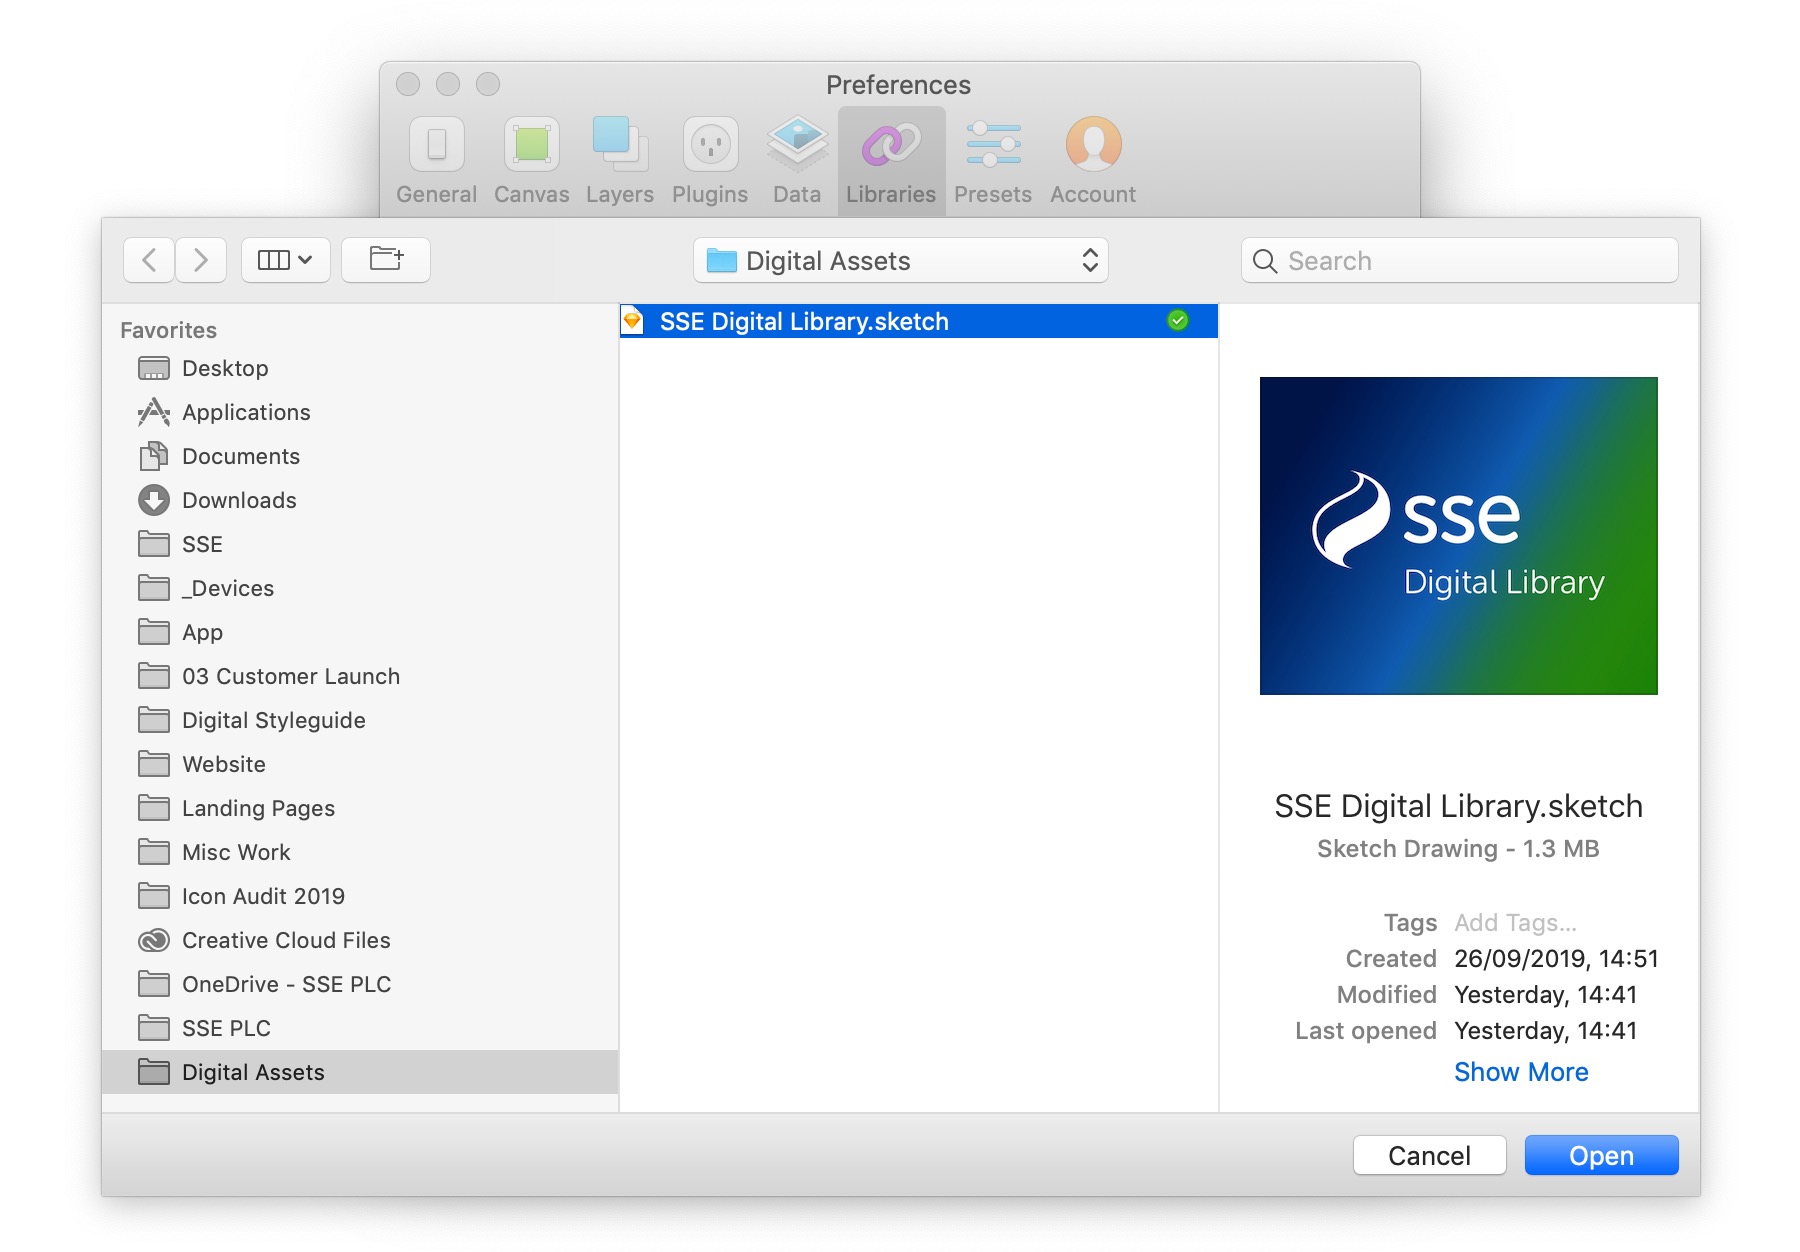 Preferences
General Canvas Layers Plugins Data Libraries Presets Account
Digital Assets
Search
Favorites
Desktop
Applications
Documents
Downloads
SSE
_Devices
App
03 Customer Launch
Digital Styleguide
Website
Landing Pages
Misc Work
Icon Audit 2019
Creative Cloud Files
OneDrive - SSE PLC
SSE PLC
Digital Assets
SSE Digital Library.sketch
sse
Digital Library
SSE Digital Library.sketch
Sketch Drawing - 1.3 MB
Tags Add Tags...
Created 26/09/2019, 14:51
Modified Yesterday, 14:41
Last opened Yesterday, 14:41
Show More
Cancel Open